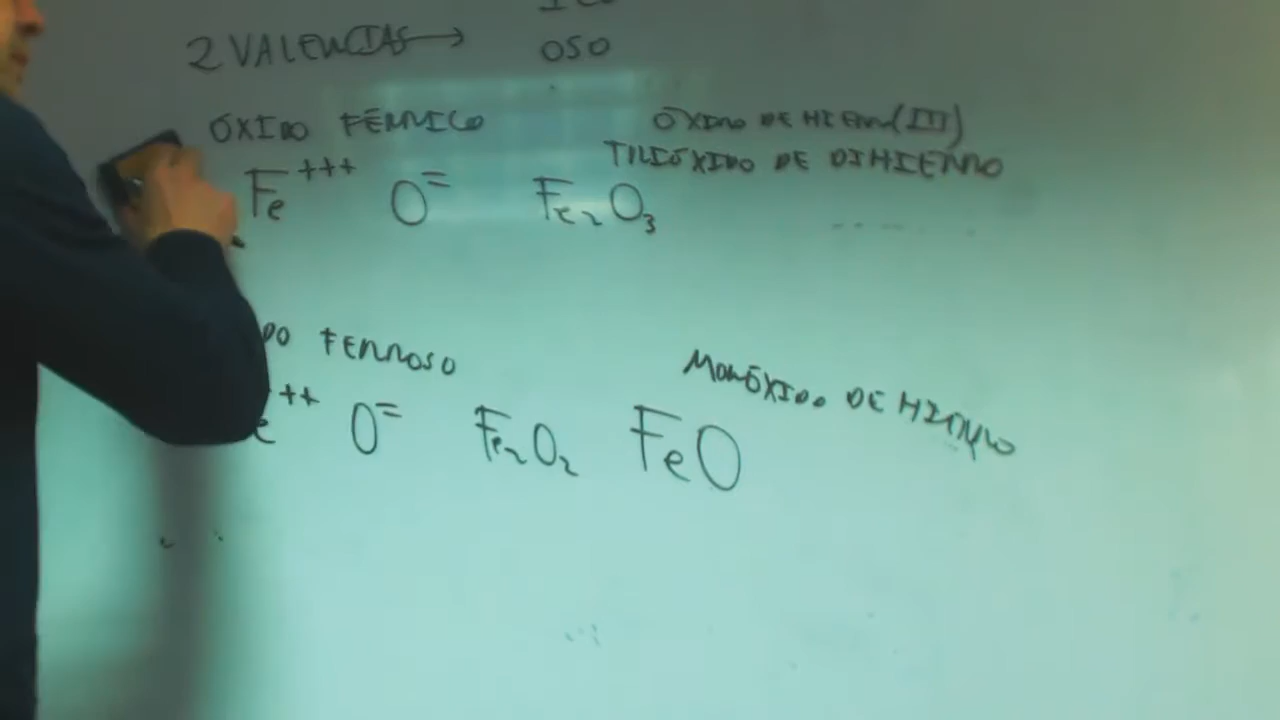 2 VALENCIAS → OSO
ÓXIDO FÉRRICO
ÓXIDO DE HIERRO (III)
TRIÓXIDO DE DIHIERRO
Fe+++ O= Fe2O3
DO FERROSO
MONÓXIDO DE HIERRO
e++ O= Fe2O2 FeO